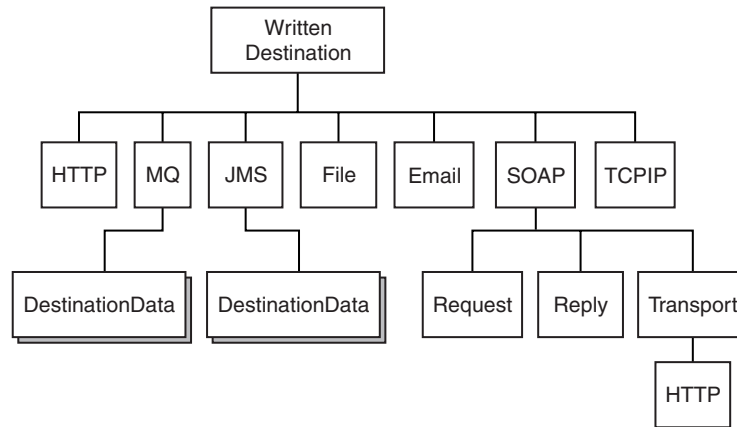 Written
Destination
HTTP
MQ
JMS
File
Email
SOAP
TCPIP
DestinationData
DestinationData
Request
Reply
Transport
HTTP